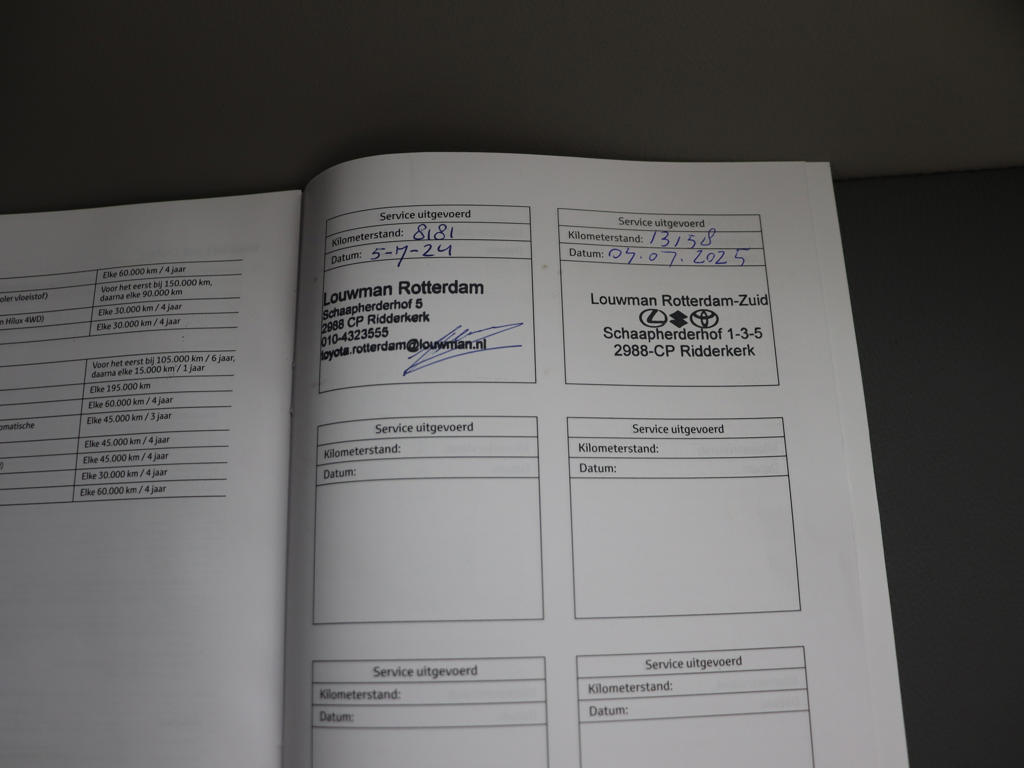 Elke 60.000 km / 4 jaar
oler vloeistof)
Voor het eerst bij 150.000 km,
daarna elke 90.000 km
n Hilux 4WD)
Elke 30.000 km / 4 jaar
Elke 30.000 km / 4 jaar
Voor het eerst bij 105.000 km / 6 jaar,
daarna elke 15.000 km / 1 jaar
Elke 195.000 km
Elke 60.000 km / 4 jaar
omatische
Elke 45.000 km / 3 jaar
Elke 45.000 km / 4 jaar
Elke 45.000 km / 4 jaar
Elke 30.000 km / 4 jaar
Elke 60.000 km / 4 jaar
Service uitgevoerd
Kilometerstand: 8181
Datum: 5-7-24
Louwman Rotterdam
Schaapherderhof 5
2988 CP Ridderkerk
010-4323555
toyota.rotterdam@louwman.nl
Service uitgevoerd
Kilometerstand: 13158
Datum: 04.07.2025
Louwman Rotterdam-Zuid
Schaapherderhof 1-3-5
2988-CP Ridderkerk
Service uitgevoerd
Kilometerstand:
Datum:
Service uitgevoerd
Kilometerstand:
Datum:
Service uitgevoerd
Kilometerstand:
Datum:
Service uitgevoerd
Kilometerstand:
Datum: